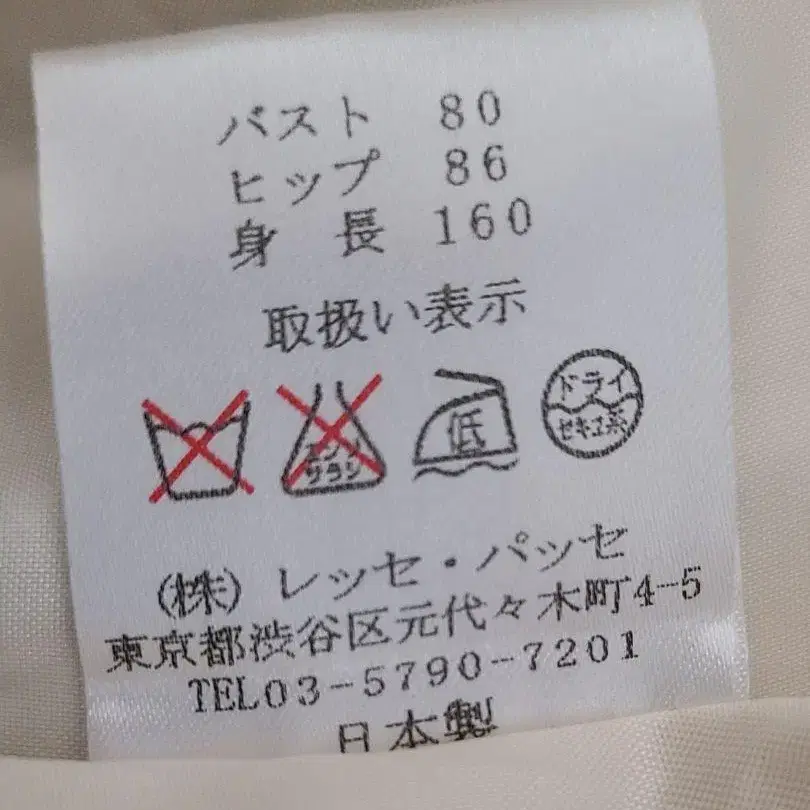 バスト 80
ヒップ 86
身長 160
取扱い表示
エンソサラシ
低
ドライ
セキユ系
(株)レッセ・パッセ
東京都渋谷区元代々木町4-5
TEL03-5790-7201
日本製